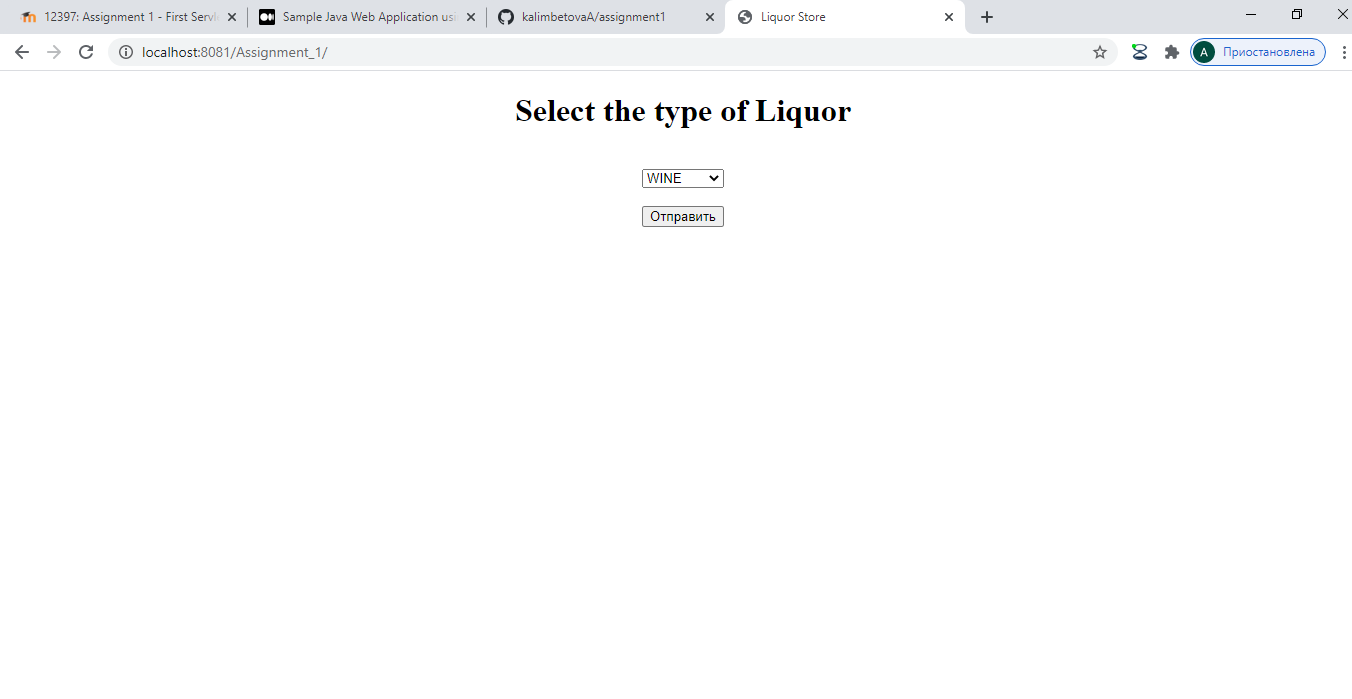 12397: Assignment 1 - First Servl
Sample Java Web Application usi
kalimbetovaA/assignment1
Liquor Store
localhost:8081/Assignment_1/
A
Приостановлена
Select the type of Liquor
WINE
Отправить